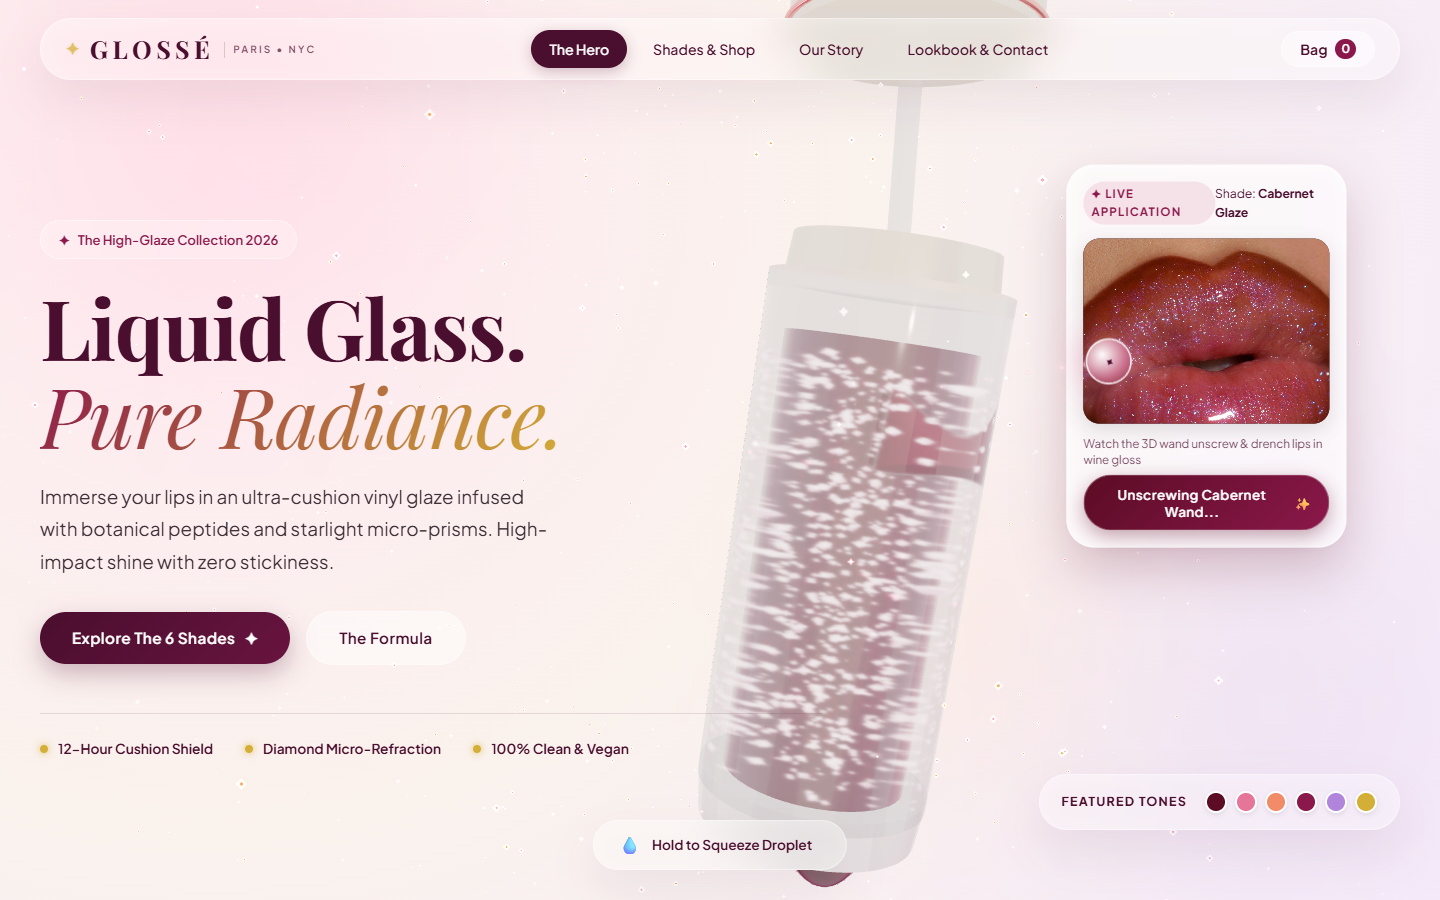 GLOSSÉ
PARIS • NYC
The Hero
Shades & Shop
Our Story
Lookbook & Contact
Bag 0
The High-Glaze Collection 2026
Liquid Glass.
Pure Radiance.
Immerse your lips in an ultra-cushion vinyl glaze infused
with botanical peptides and starlight micro-prisms. High-
impact shine with zero stickiness.
Explore The 6 Shades
The Formula
12-Hour Cushion Shield
Diamond Micro-Refraction
100% Clean & Vegan
LIVE
APPLICATION
Shade: Cabernet
Glaze
Watch the 3D wand unscrew & drench lips in
wine gloss
Unscrewing Cabernet
Wand...
FEATURED TONES
Hold to Squeeze Droplet